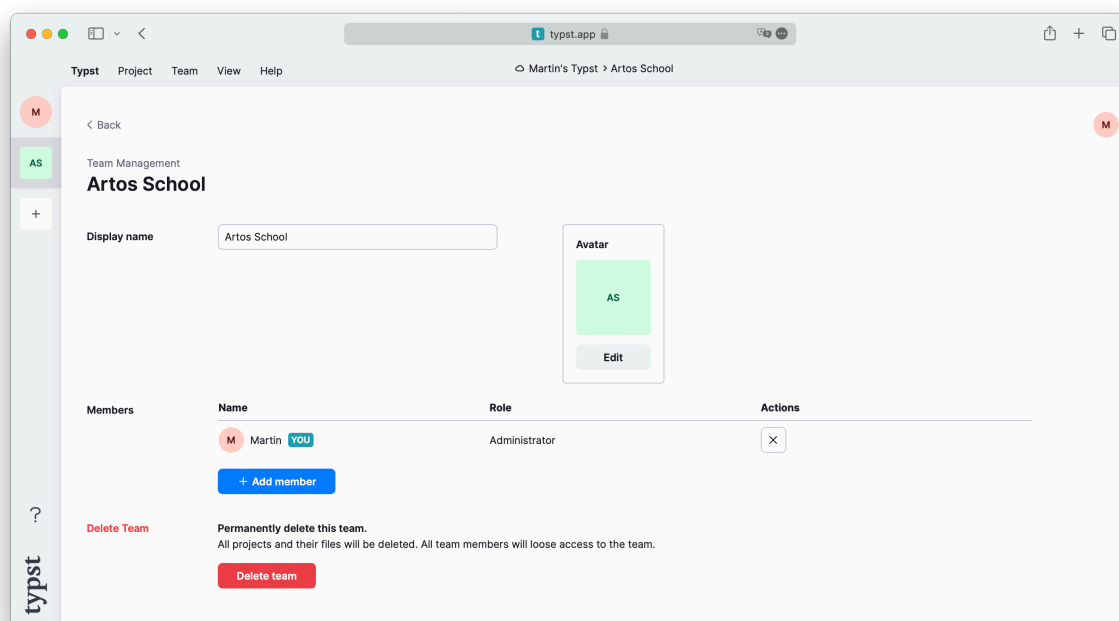 typst.app
Typst Project Team View Help
Martin's Typst > Artos School
M
< Back
M
AS
Team Management
Artos School
+
Display name
Artos School
Avatar
AS
Edit
Members
Name Role Actions
M Martin YOU Administrator ×
+ Add member
?
Delete Team
Permanently delete this team.
All projects and their files will be deleted. All team members will loose access to the team.
Delete team
typst